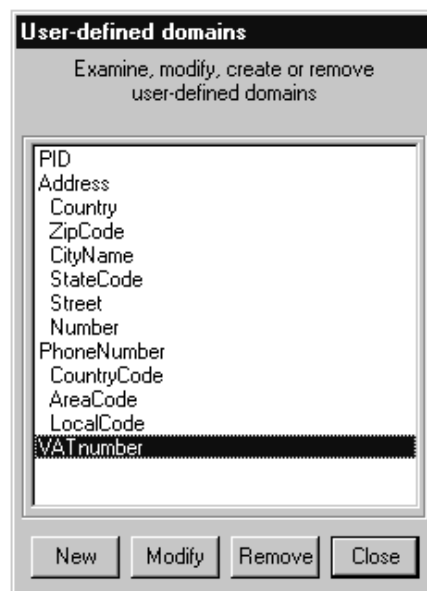 User-defined domains
Examine, modify, create or remove
user-defined domains
PID
Address
Country
ZipCode
CityName
StateCode
Street
Number
PhoneNumber
CountryCode
AreaCode
LocalCode
VATnumber
New Modify Remove Close